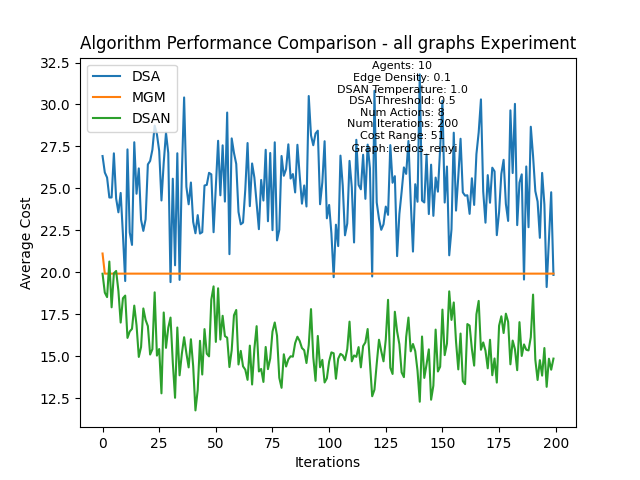 Algorithm Performance Comparison - all graphs Experiment
DSA
MGM
DSAN
Agents: 10
Edge Density: 0.1
DSAN Temperature: 1.0
DSA Threshold: 0.5
Num Actions: 8
Num Iterations: 200
Cost Range: 51
Graph: erdos_renyi
Average Cost
32.5
30.0
27.5
25.0
22.5
20.0
17.5
15.0
12.5
0 25 50 75 100 125 150 175 200
Iterations